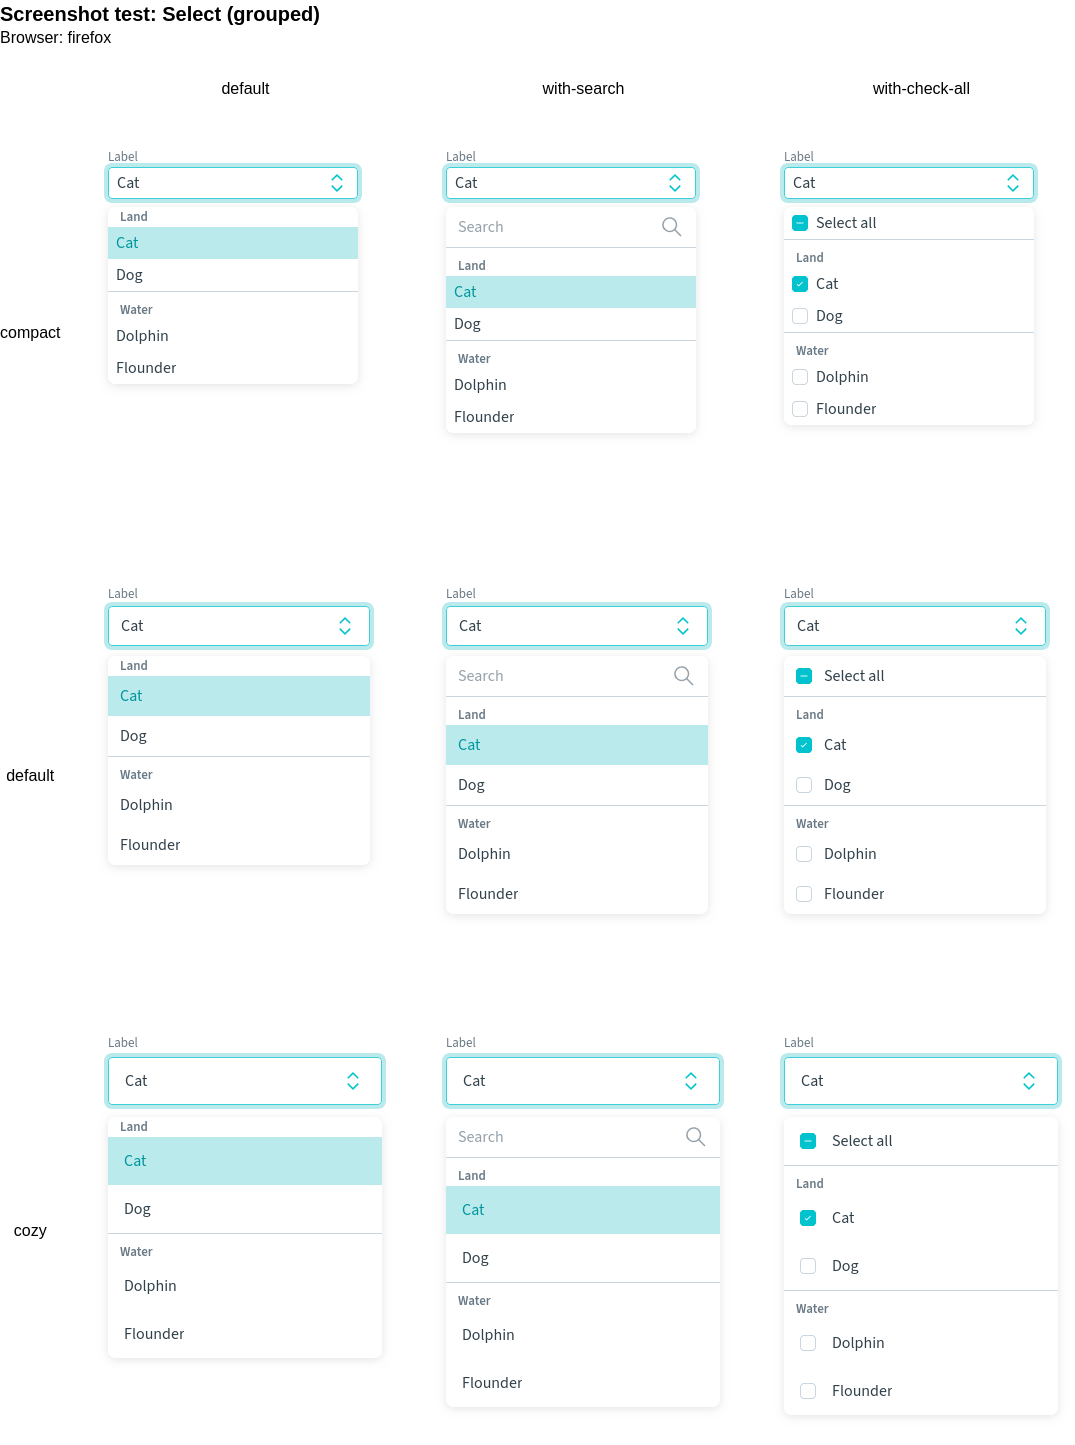 Screenshot test: Select (grouped)
Browser: firefox
default with-search with-check-all
compact
Label
Cat
Land
Cat
Dog
Water
Dolphin
Flounder
Label
Cat
Search
Land
Cat
Dog
Water
Dolphin
Flounder
Label
Cat
Select all
Land
Cat
Dog
Water
Dolphin
Flounder
default
Label
Cat
Land
Cat
Dog
Water
Dolphin
Flounder
Label
Cat
Search
Land
Cat
Dog
Water
Dolphin
Flounder
Label
Cat
Select all
Land
Cat
Dog
Water
Dolphin
Flounder
cozy
Label
Cat
Land
Cat
Dog
Water
Dolphin
Flounder
Label
Cat
Search
Land
Cat
Dog
Water
Dolphin
Flounder
Label
Cat
Select all
Land
Cat
Dog
Water
Dolphin
Flounder